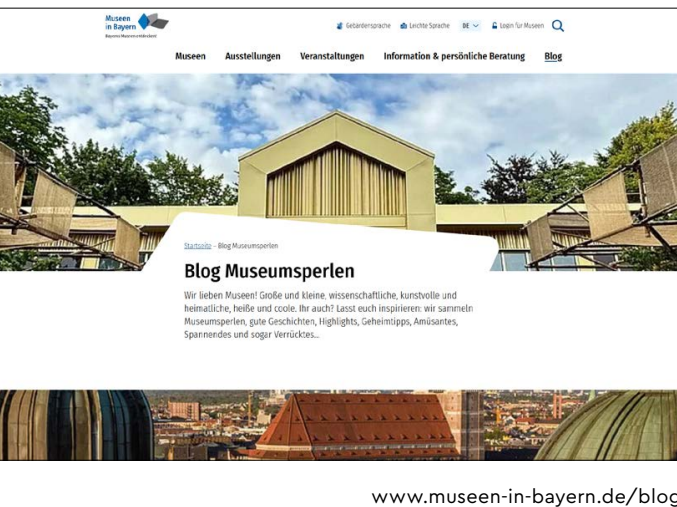 Museen
in Bayern
Gebärdensprache Leichte Sprache DE Login für Museen
Museen Ausstellungen Veranstaltungen Information & persönliche Beratung Blog
Startseite – Blog Museumsperlen
Blog Museumsperlen
Wir lieben Museen! Große und kleine, wissenschaftliche, kunstvolle und
heimatliche, heiße und coole. Ihr auch? Lasst euch inspirieren: wir sammeln
Museumsperlen, gute Geschichten, Highlights, Geheimtipps, Amüsantes,
Spannendes und sogar Verrücktes...
www.museen-in-bayern.de/blog